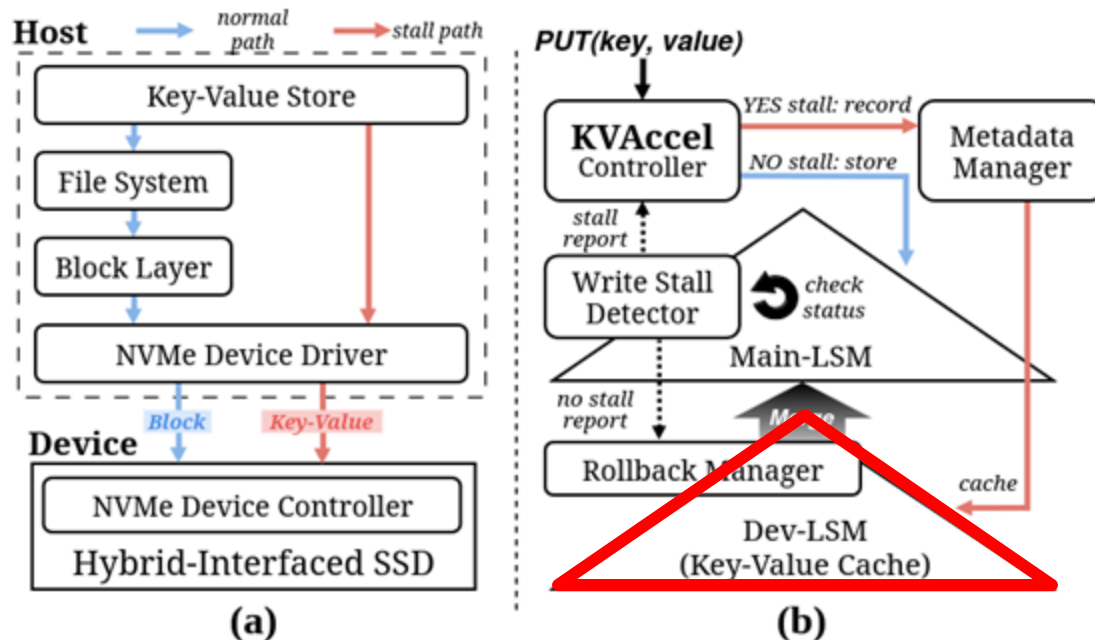 Host
normal
path
stall path
Key-Value Store
File System
Block Layer
NVMe Device Driver
Block
Key-Value
Device
NVMe Device Controller
Hybrid-Interfaced SSD
(a)
PUT(key, value)
KVAccel
Controller
YES stall: record
NO stall: store
Metadata
Manager
stall
report
Write Stall
Detector
check
status
Main-LSM
no stall
report
Rollback Manager
cache
Dev-LSM
(Key-Value Cache)
(b)